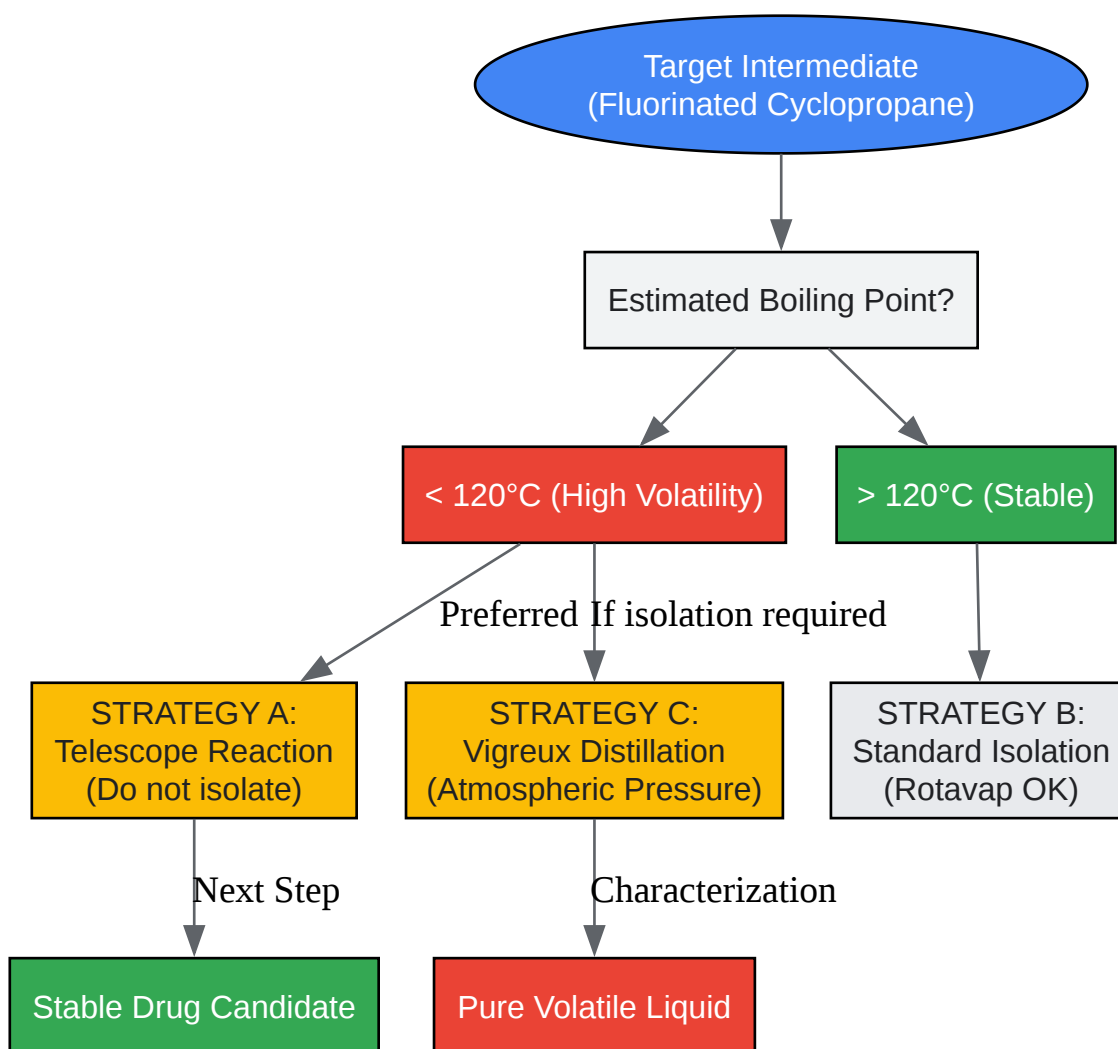 Target Intermediate
(Fluorinated Cyclopropane)
Estimated Boiling Point?
< 120°C (High Volatility)
> 120°C (Stable)
Preferred
If isolation required
STRATEGY A:
Telescope Reaction
(Do not isolate)
STRATEGY C:
Vigreux Distillation
(Atmospheric Pressure)
STRATEGY B:
Standard Isolation
(Rotavap OK)
Next Step
Characterization
Stable Drug Candidate
Pure Volatile Liquid